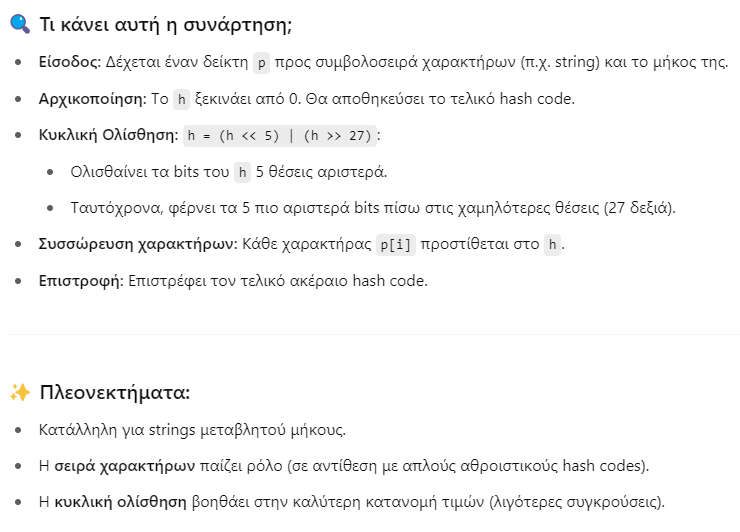 🔍 Τι κάνει αυτή η συνάρτηση;
• Είσοδος: Δέχεται έναν δείκτη p προς συμβολοσειρά χαρακτήρων (π.χ. string) και το μήκος της.
• Αρχικοποίηση: Το h ξεκινάει από 0. Θα αποθηκεύσει το τελικό hash code.
• Κυκλική Ολίσθηση: h = (h << 5) | (h >> 27):
• Ολισθαίνει τα bits του h 5 θέσεις αριστερά.
• Ταυτόχρονα, φέρνει τα 5 πιο αριστερά bits πίσω στις χαμηλότερες θέσεις (27 δεξιά).
• Συσσώρευση χαρακτήρων: Κάθε χαρακτήρας p[i] προστίθεται στο h.
• Επιστροφή: Επιστρέφει τον τελικό ακέραιο hash code.
✨ Πλεονεκτήματα:
• Κατάλληλη για strings μεταβλητού μήκους.
• Η σειρά χαρακτήρων παίζει ρόλο (σε αντίθεση με απλούς αθροιστικούς hash codes).
• Η κυκλική ολίσθηση βοηθάει στην καλύτερη κατανομή τιμών (λιγότερες συγκρούσεις).